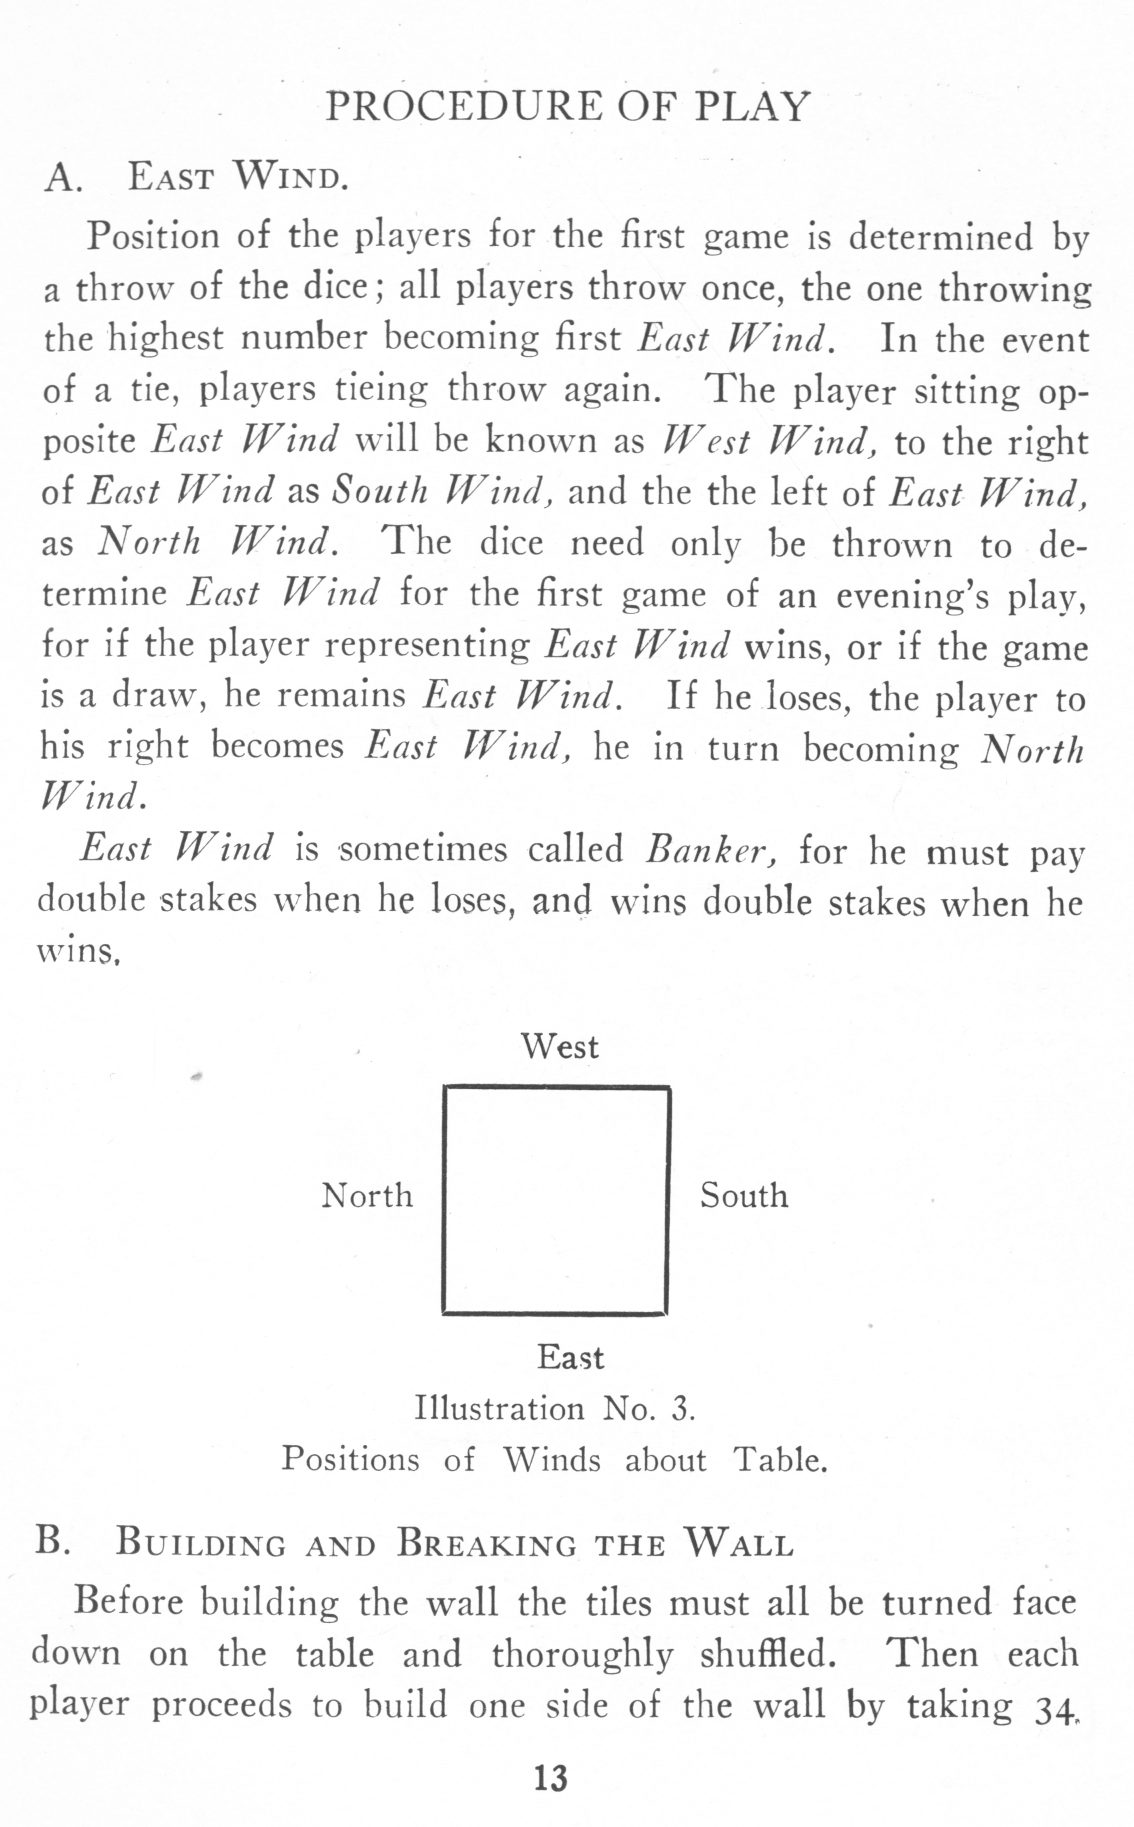 PROCEDURE OF PLAY
A. EAST WIND.
Position of the players for the first game is determined by
a throw of the dice; all players throw once, the one throwing
the highest number becoming first East Wind. In the event
of a tie, players tieing throw again. The player sitting op-
posite East Wind will be known as West Wind, to the right
of East Wind as South Wind, and the the left of East Wind,
as North Wind. The dice need only be thrown to de-
termine East Wind for the first game of an evening's play,
for if the player representing East Wind wins, or if the game
is a draw, he remains East Wind. If he loses, the player to
his right becomes East Wind, he in turn becoming North
Wind.
East Wind is sometimes called Banker, for he must pay
double stakes when he loses, and wins double stakes when he
wins.
West
North South
East
Illustration No. 3.
Positions of Winds about Table.
B. BUILDING AND BREAKING THE WALL
Before building the wall the tiles must all be turned face
down on the table and thoroughly shuffled. Then each
player proceeds to build one side of the wall by taking 34
13